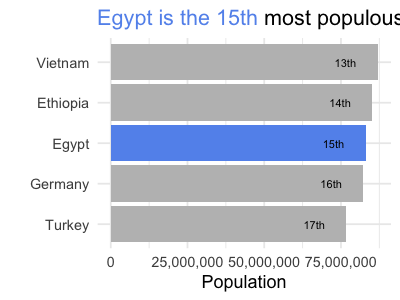 Egypt is the 15th most populous
Vietnam 13th
Ethiopia 14th
Egypt 15th
Germany 16th
Turkey 17th
0 25,000,000 50,000,000 75,000,000
Population